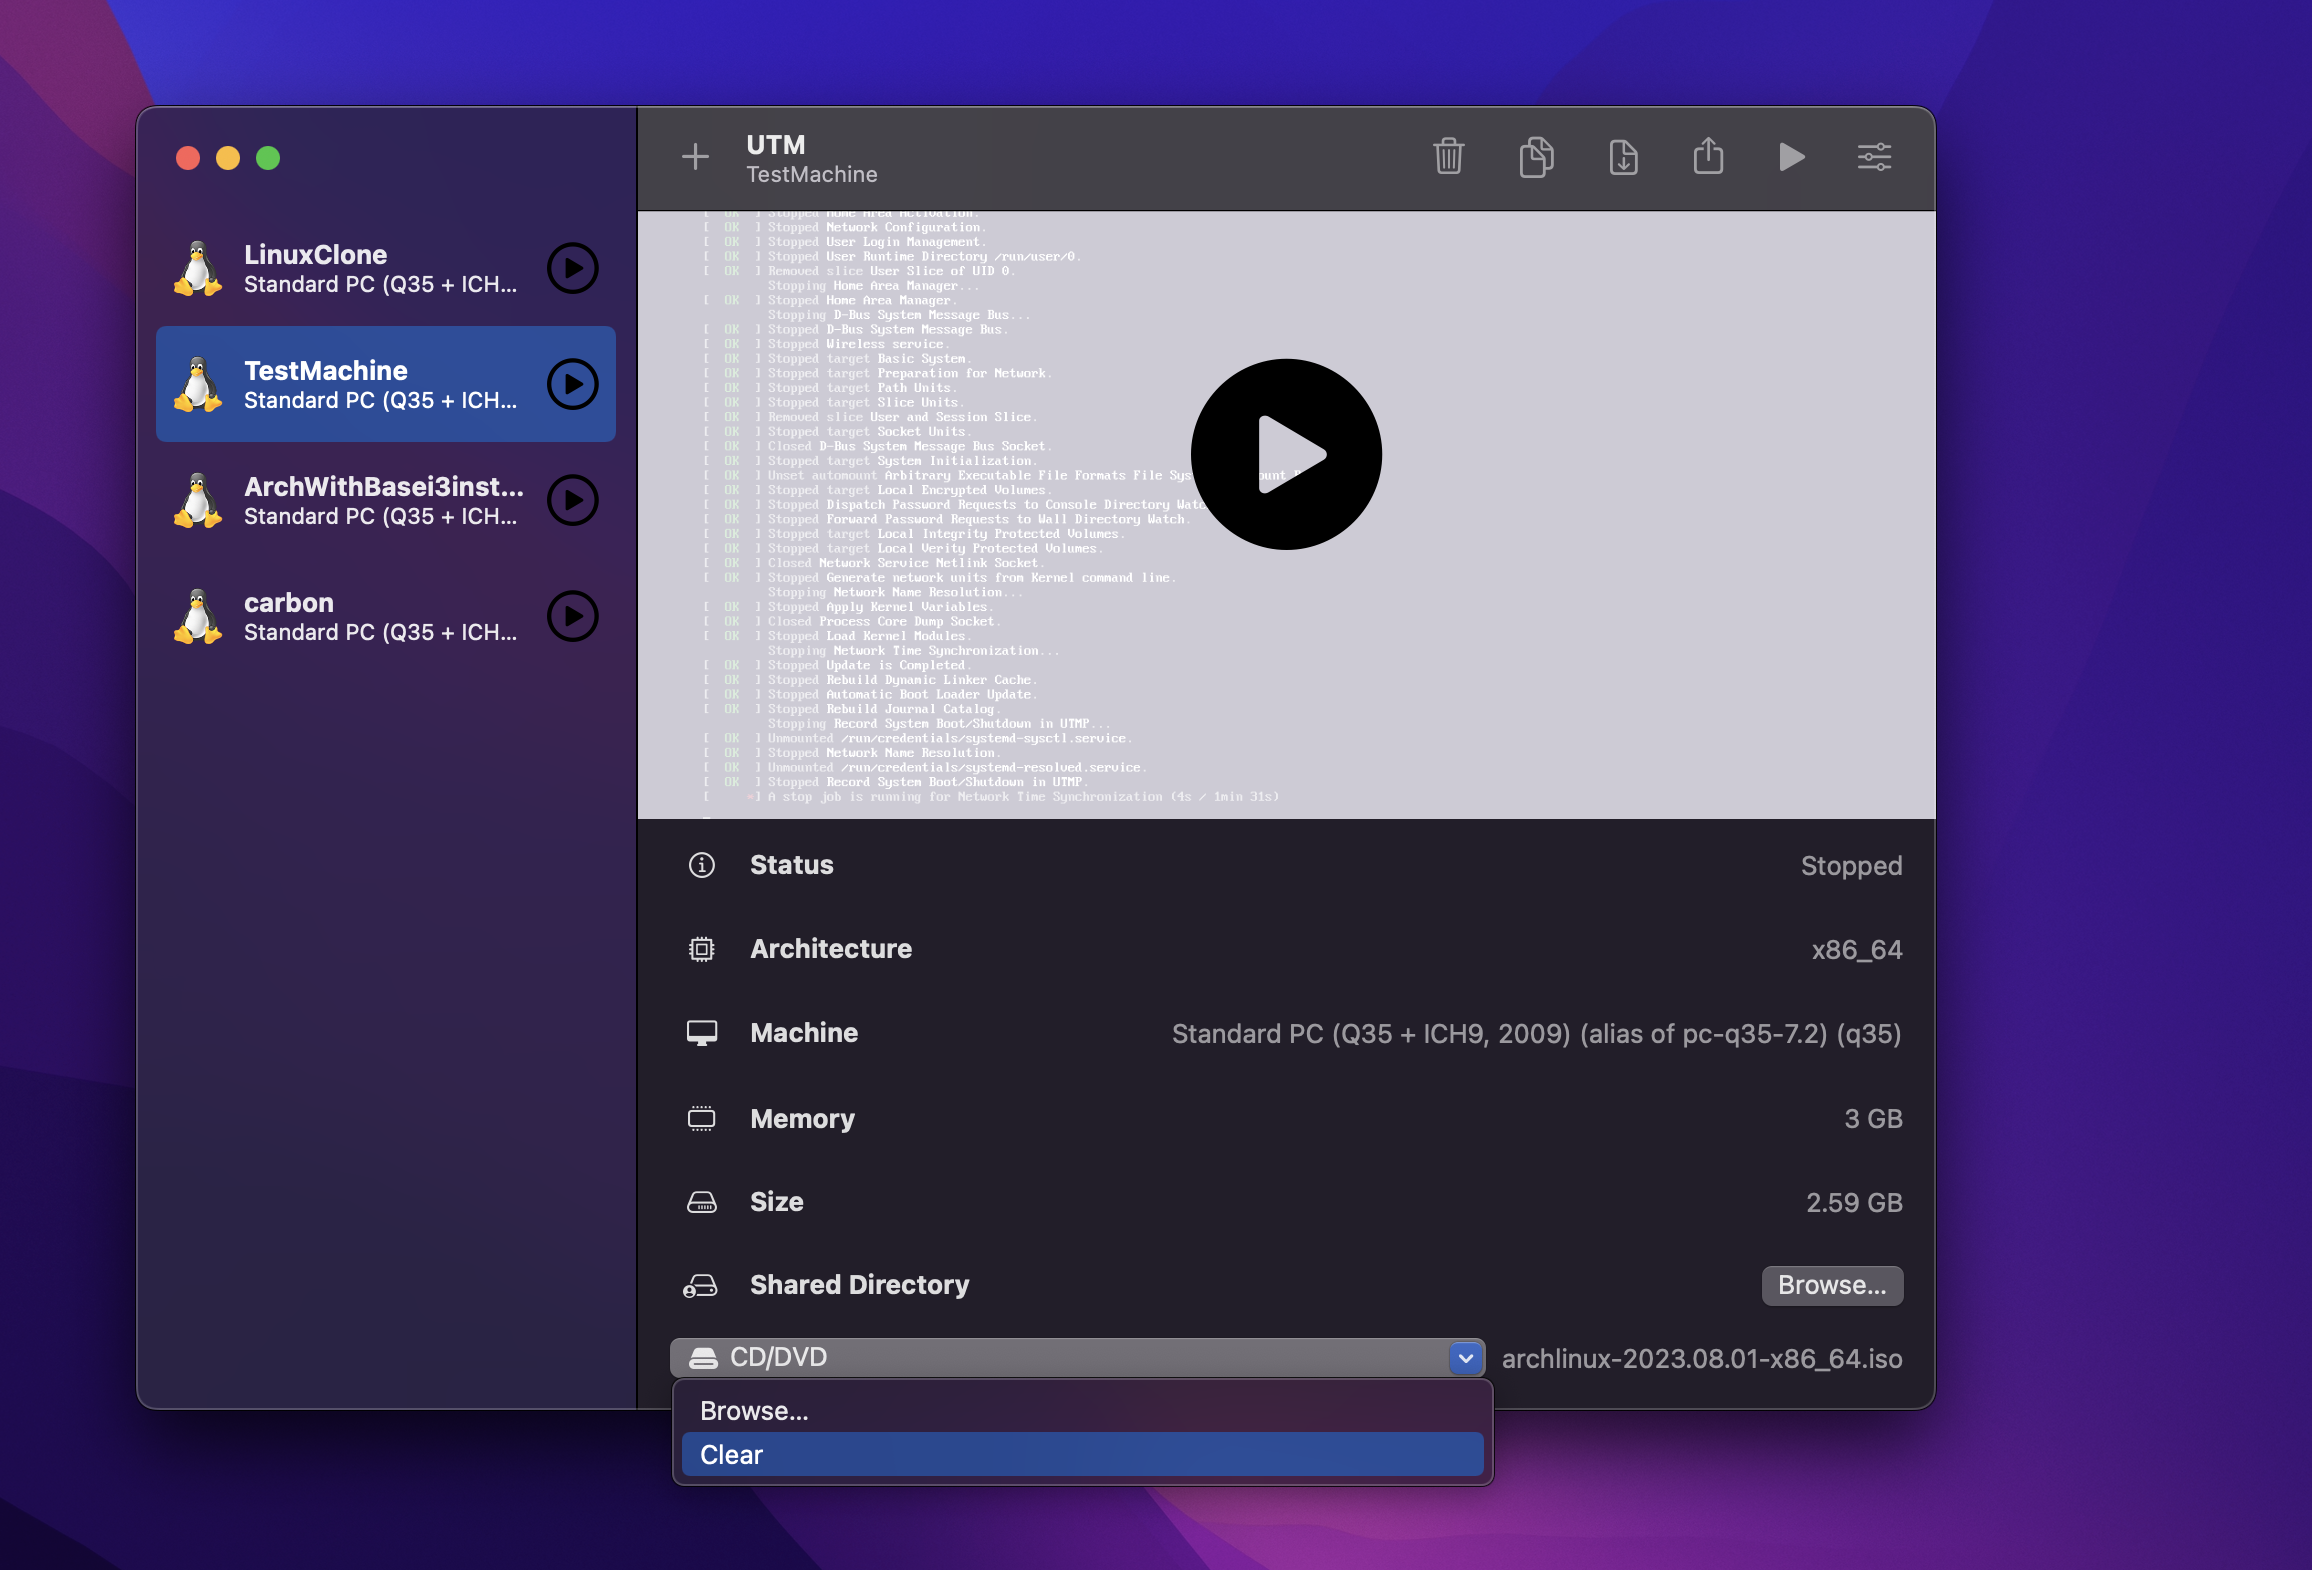 UTM
TestMachine
LinuxClone
Standard PC (Q35 + ICH...
TestMachine
Standard PC (Q35 + ICH...
ArchWithBasei3inst...
Standard PC (Q35 + ICH...
carbon
Standard PC (Q35 + ICH...
[ OK ] Stopped Home Area Activation.
[ OK ] Stopped Network Configuration.
[ OK ] Stopped User Login Management.
[ OK ] Stopped User Runtime Directory /run/user/0.
[ OK ] Removed slice User Slice of UID 0.
Stopping Home Area Manager...
[ OK ] Stopped Home Area Manager.
Stopping D-Bus System Message Bus...
[ OK ] Stopped D-Bus System Message Bus.
[ OK ] Stopped Wireless service.
[ OK ] Stopped target Basic System.
[ OK ] Stopped target Preparation for Network.
[ OK ] Stopped target Path Units.
[ OK ] Stopped target Slice Units.
[ OK ] Removed slice User and Session Slice.
[ OK ] Stopped target Socket Units.
[ OK ] Closed D-Bus System Message Bus Socket.
[ OK ] Stopped target System Initialization.
[ OK ] Unset automount Arbitrary Executable File Formats File
[ OK ] Stopped target Local Encrypted Volumes.
[ OK ] Stopped Dispatch Password Requests to Console Directory
[ OK ] Stopped Forward Password Requests to Wall Directory Watch.
[ OK ] Stopped target Local Integrity Protected Volumes.
[ OK ] Stopped target Local Verity Protected Volumes.
[ OK ] Closed Network Service Netlink Socket.
[ OK ] Stopped Generate network units from Kernel command line.
Stopping Network Name Resolution...
[ OK ] Stopped Apply Kernel Variables.
[ OK ] Closed Process Core Dump Socket.
[ OK ] Stopped Load Kernel Modules.
Stopping Network Time Synchronization...
[ OK ] Stopped Update is Completed.
[ OK ] Stopped Rebuild Dynamic Linker Cache.
[ OK ] Stopped Automatic Boot Loader Update.
[ OK ] Stopped Rebuild Journal Catalog.
Stopping Record System Boot/Shutdown in UTMP...
[ OK ] Unmounted /run/credentials/systemd-sysctl.service.
[ OK ] Stopped Network Name Resolution.
[ OK ] Unmounted /run/credentials/systemd-resolved.service.
[ OK ] Stopped Record System Boot/Shutdown in UTMP.
[ *] A stop job is running for Network Time Synchronization (4s / 1min 31s)
Status Stopped
Architecture x86_64
Machine Standard PC (Q35 + ICH9, 2009) (alias of pc-q35-7.2) (q35)
Memory 3 GB
Size 2.59 GB
Shared Directory Browse...
CD/DVD archlinux-2023.08.01-x86_64.iso
Browse...
Clear